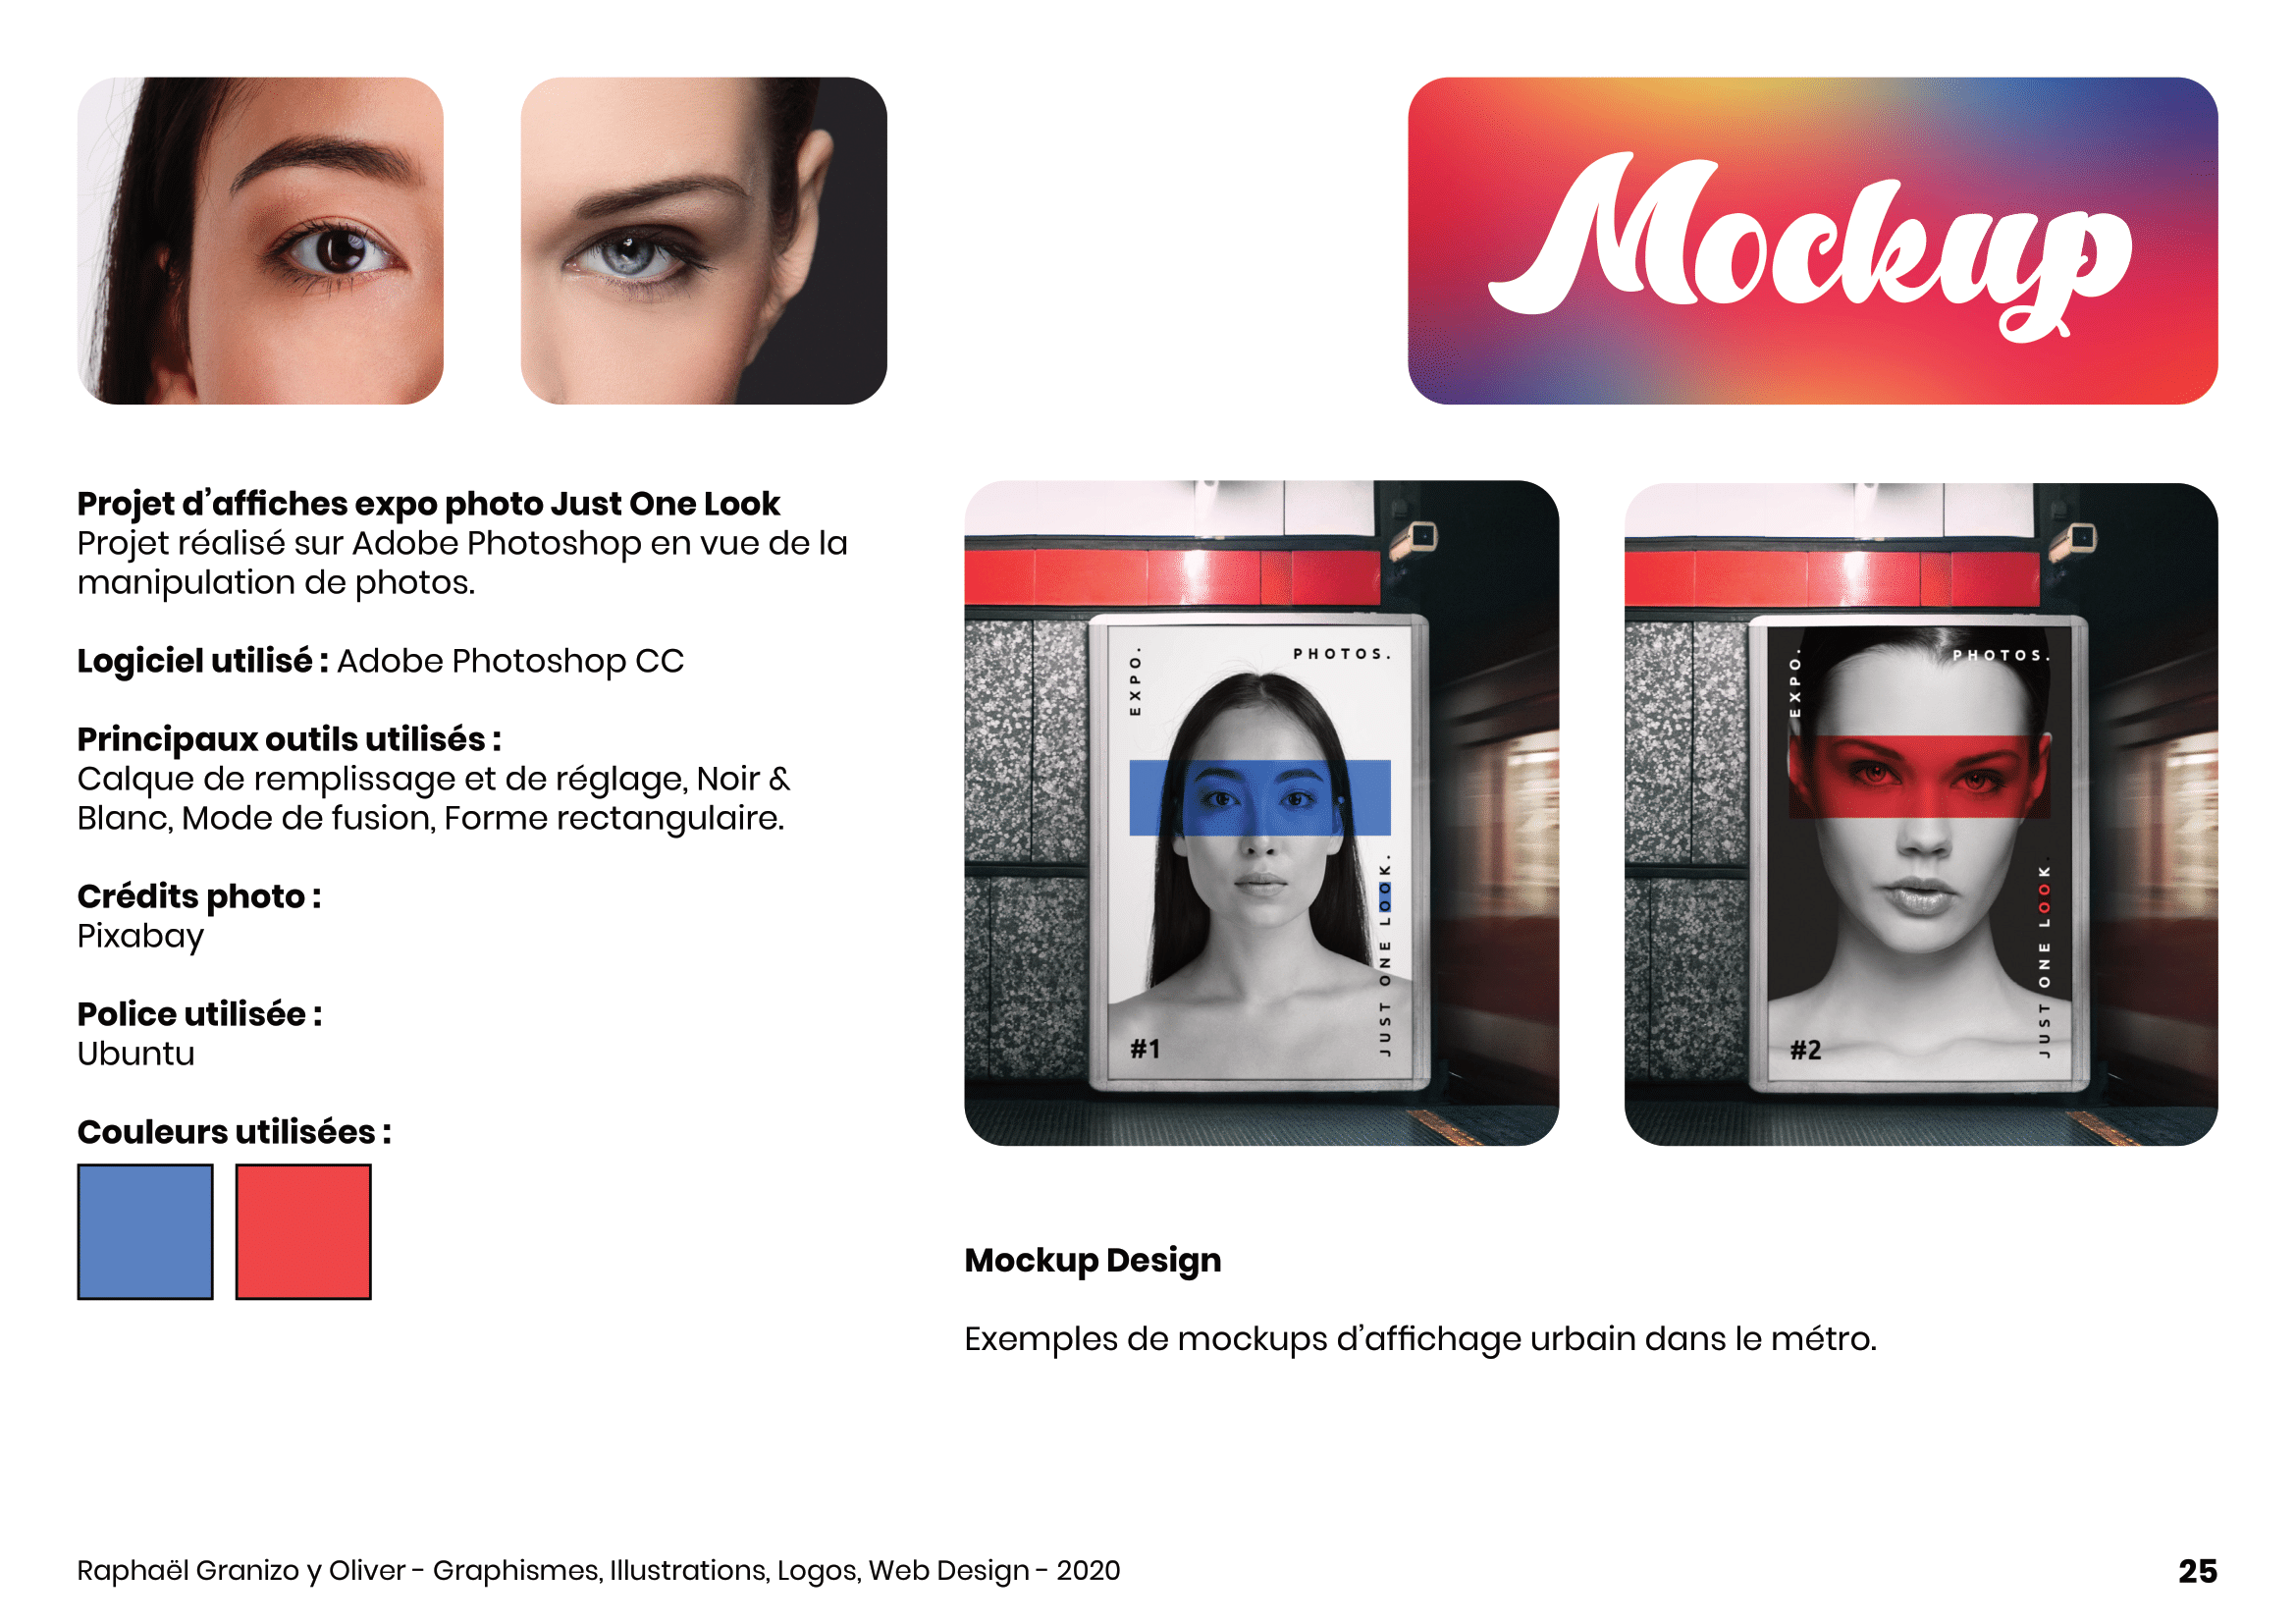 Mockup
Projet d’affiches expo photo Just One Look
Projet réalisé sur Adobe Photoshop en vue de la
manipulation de photos.
Logiciel utilisé : Adobe Photoshop CC
Principaux outils utilisés :
Calque de remplissage et de réglage, Noir &
Blanc, Mode de fusion, Forme rectangulaire.
Crédits photo :
Pixabay
Police utilisée :
Ubuntu
Couleurs utilisées :
EXPO.
PHOTOS.
JUST ONE LOOK.
#1
EXPO.
PHOTOS.
JUST ONE LOOK.
#2
Mockup Design
Exemples de mockups d’affichage urbain dans le métro.
Raphaël Granizo y Oliver - Graphismes, Illustrations, Logos, Web Design - 2020
25